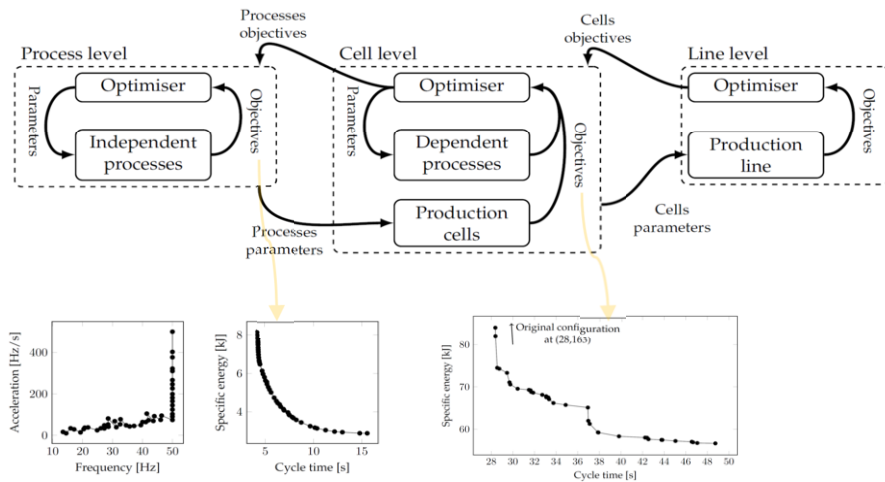 Processes
objectives
Cells
objectives
Process level
Cell level
Line level
Optimiser
Parameters
Objectives
Independent
processes
Optimiser
Parameters
Objectives
Dependent
processes
Production
cells
Optimiser
Objectives
Production
line
Processes
parameters
Cells
parameters
Acceleration [Hz/s]
400
200
0
10 20 30 40 50
Frequency [Hz]
Specific energy [kJ]
8
6
4
5 10 15
Cycle time [s]
Specific energy [kJ]
80
70
60
Original configuration
at (28,163)
28 30 32 34 36 38 40 42 44 46 48 50
Cycle time [s]